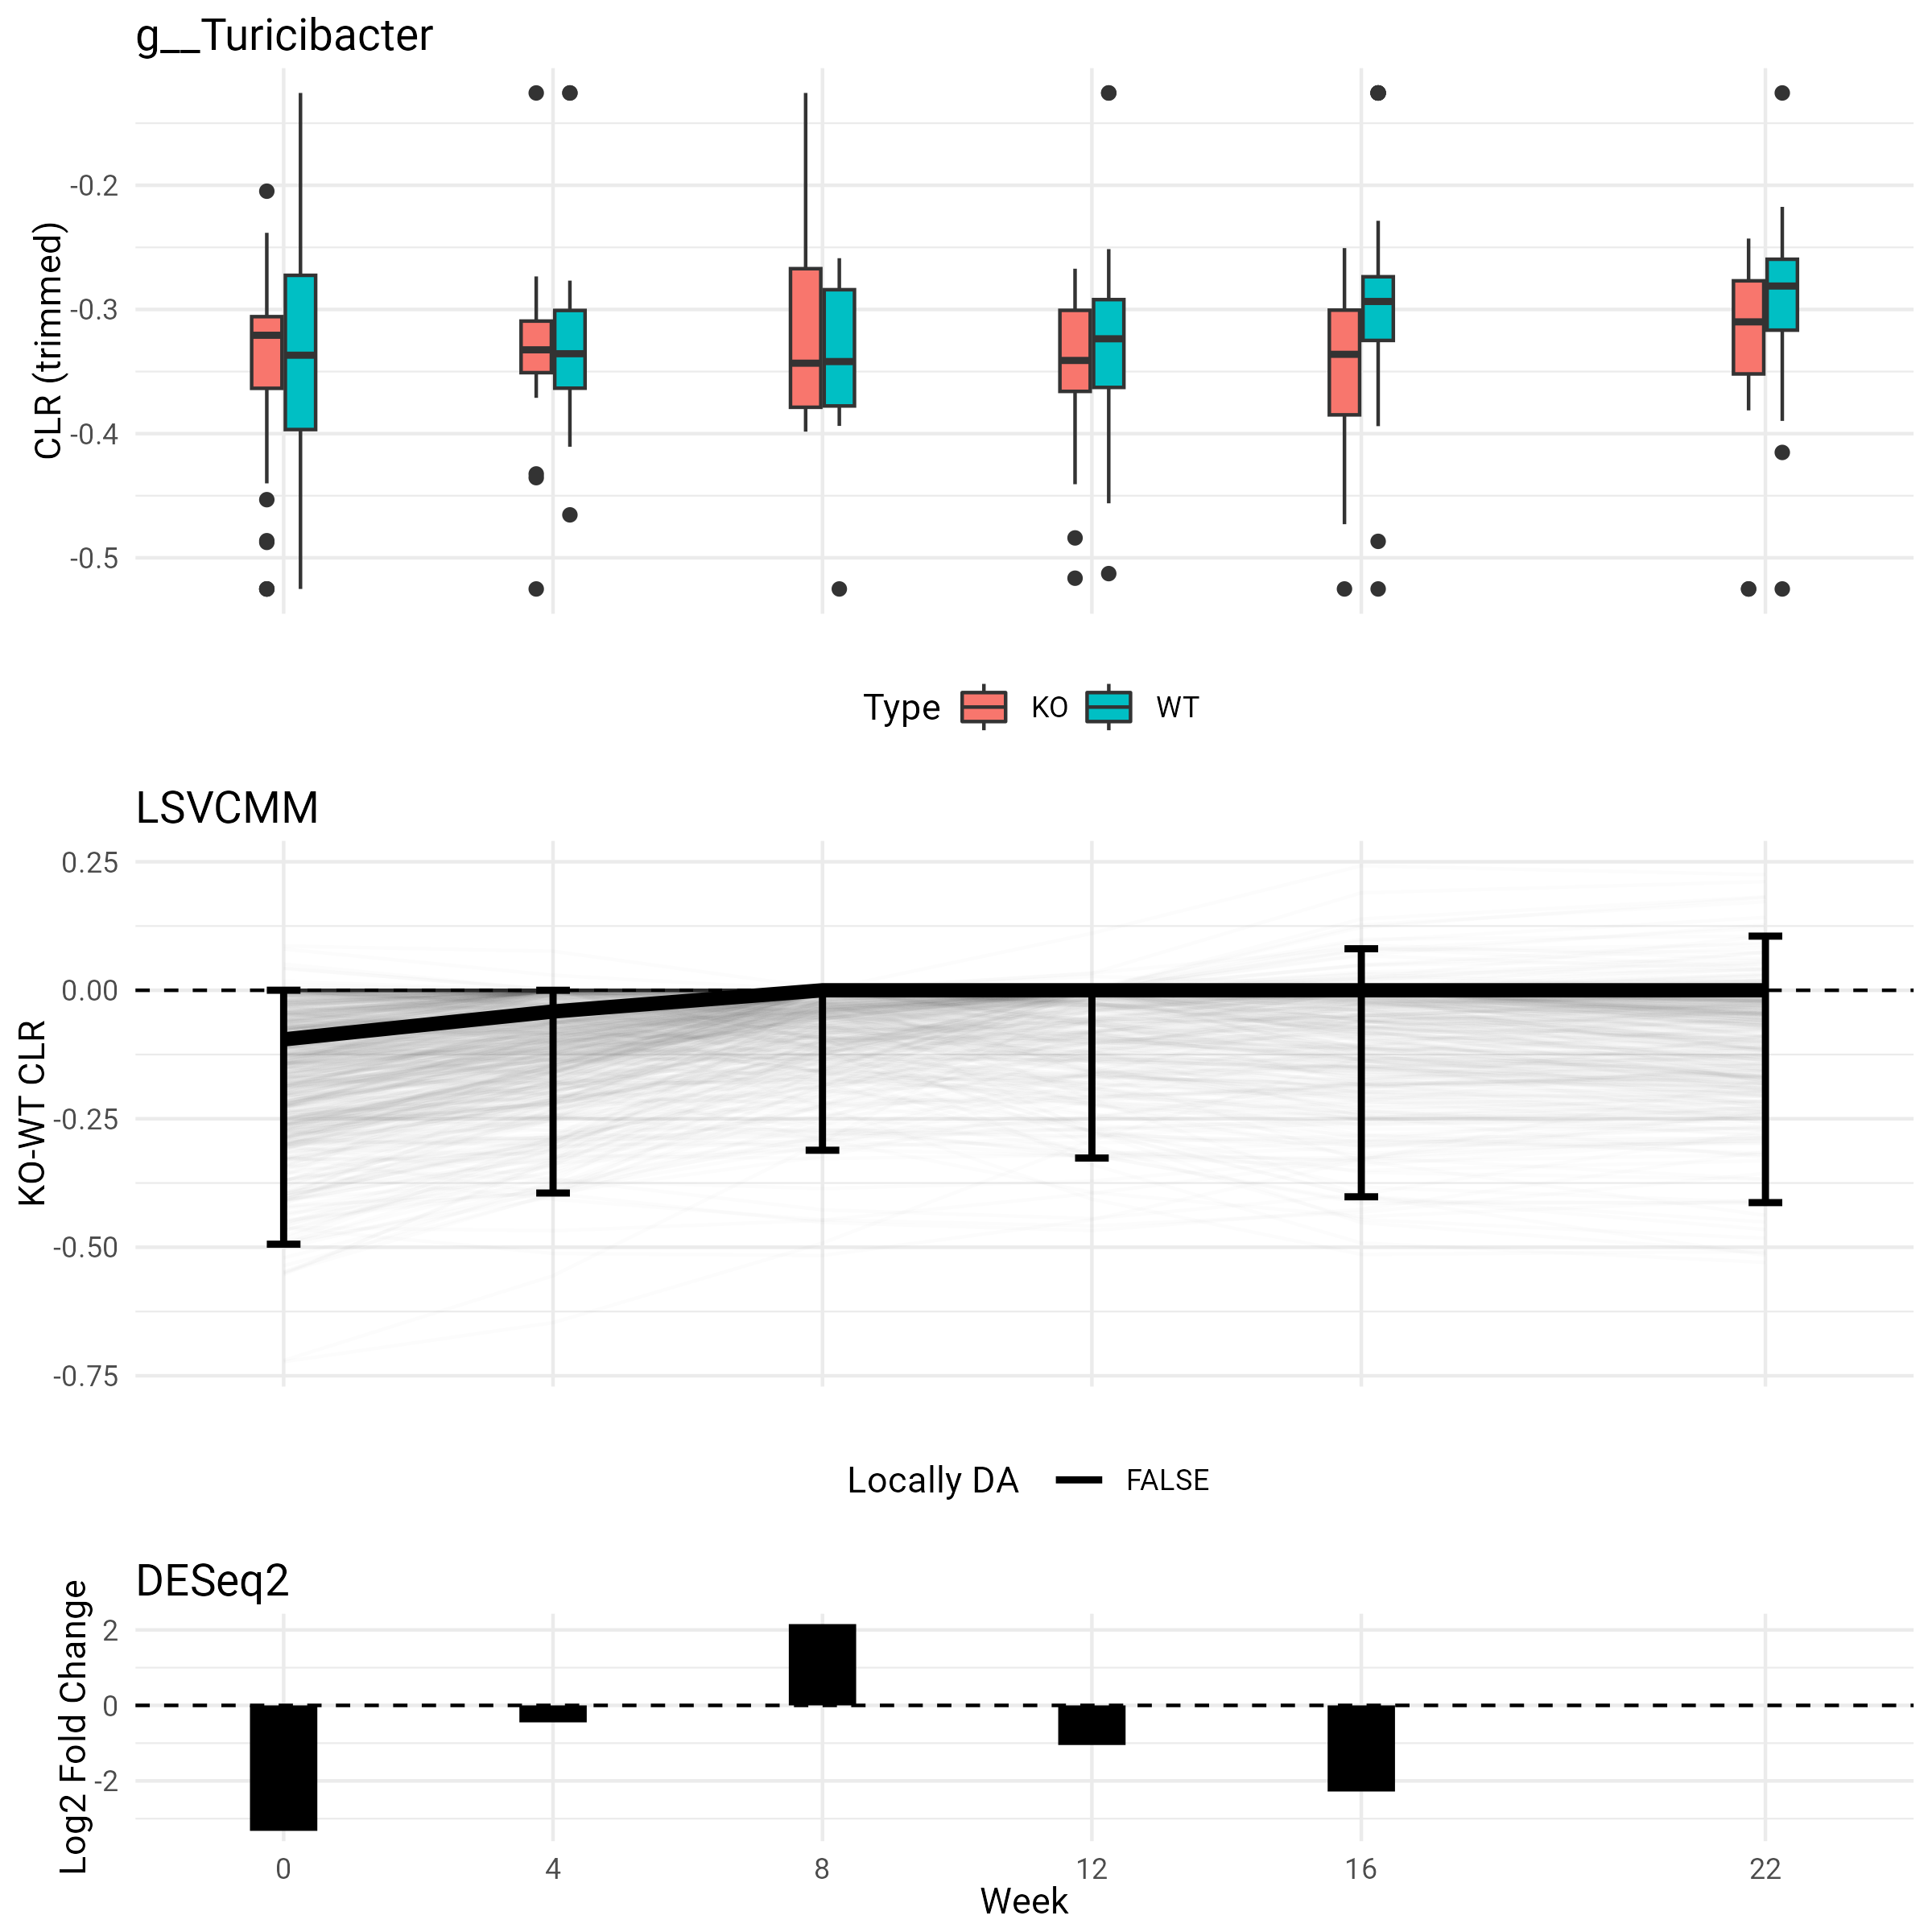 g__Turicibacter
CLR (trimmed)
-0.2
-0.3
-0.4
-0.5
Type KO WT
LSVCMM
KO-WT CLR
0.25
0.00
-0.25
-0.50
-0.75
Locally DA FALSE
DESeq2
Log2 Fold Change
2
0
-2
0 4 8 12 16 22
Week